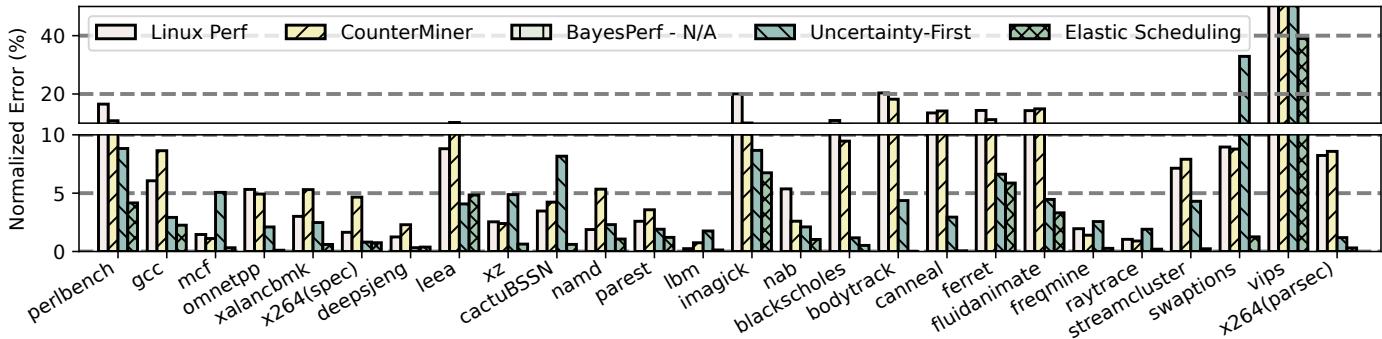 Normalized Error (%)
40
20
10
5
0
Linux Perf
CounterMiner
BayesPerf - N/A
Uncertainty-First
Elastic Scheduling
perlbench
gcc
mcf
omnetpp
xalancbmk
x264(spec)
deepsjeng
leea
xz
cactuBSSN
namd
parest
lbm
imagick
nab
blackscholes
bodytrack
canneal
ferret
fluidanimate
freqmine
raytrace
streamcluster
swaptions
vips
x264(parsec)